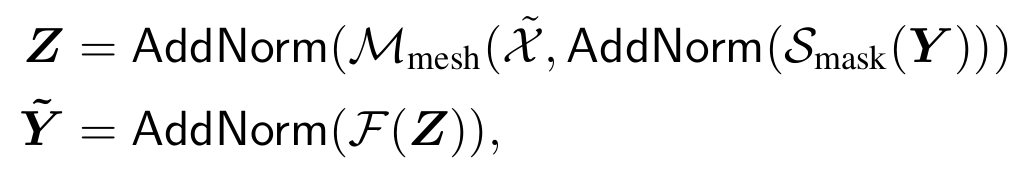 Z = AddNorm(M_mesh(X̃, AddNorm(S_mask(Y)))
Ỹ = AddNorm(F(Z)),